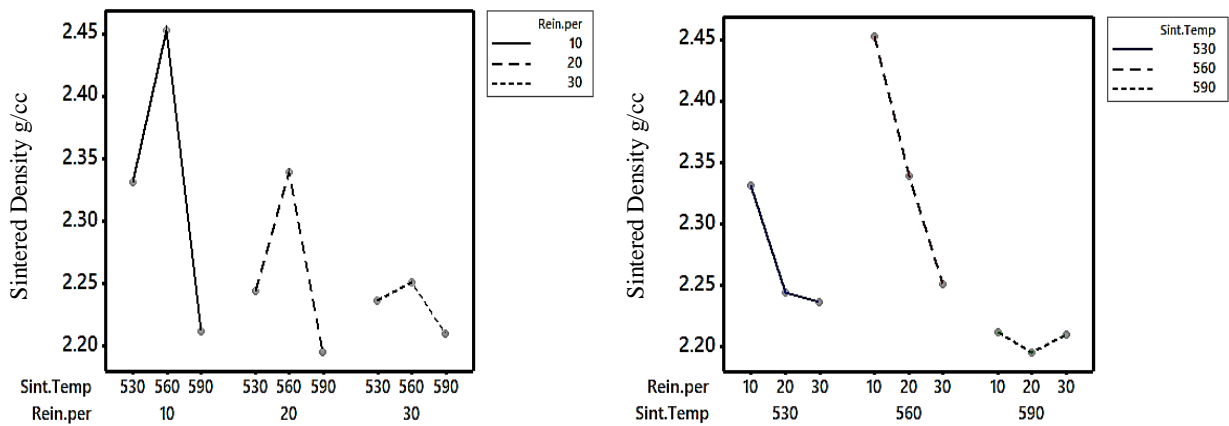 Sintered Density g/cc
2.45
2.40
2.35
2.30
2.25
2.20
Sint.Temp 530 560 590 530 560 590 530 560 590
Rein.per 10 20 30
Rein.per
10
20
30
Sintered Density g/cc
2.45
2.40
2.35
2.30
2.25
2.20
Rein.per 10 20 30 10 20 30 10 20 30
Sint.Temp 530 560 590
Sint.Temp
530
560
590